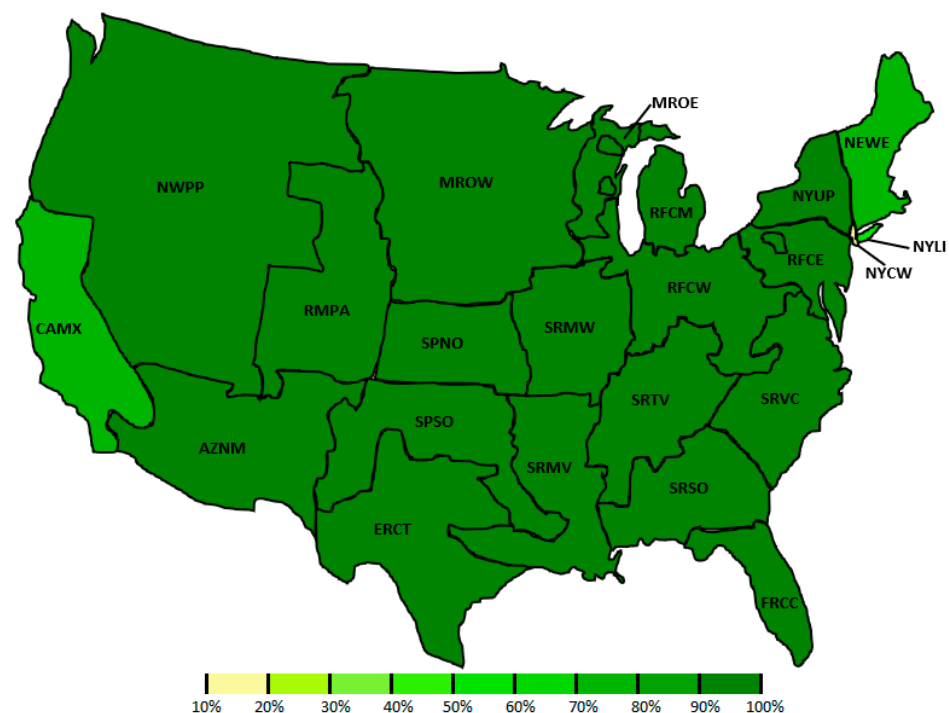 MROE
NEWE
NWPP
MROW
NYUP
RFCM
NYLI
RFCE
NYCW
RFCW
RMPA
CAMX
SRMW
SPNO
SRTV
SRVC
SPSO
AZNM
SRMV
SRSO
ERCT
FRCC
10% 20% 30% 40% 50% 60% 70% 80% 90% 100%